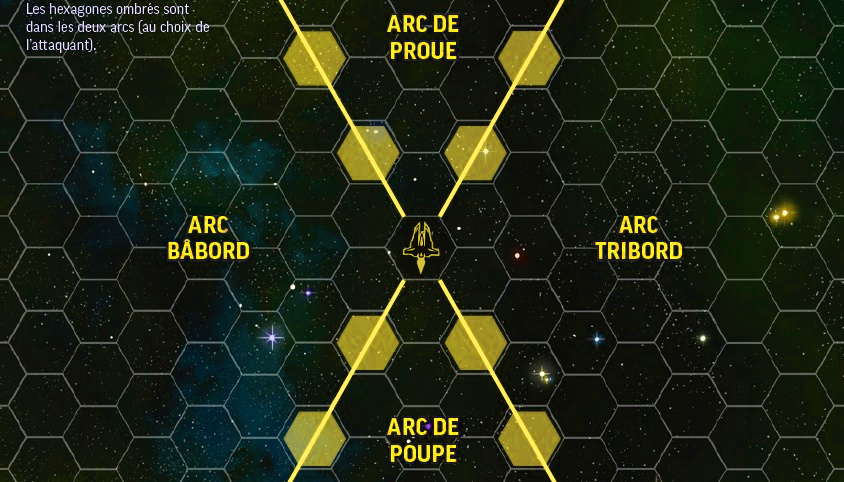 Les hexagones ombrés sont
dans les deux arcs (au choix de
l'attaquant).
ARC DE
PROUE
ARC
BÂBORD
ARC
TRIBORD
ARC DE
POUPE